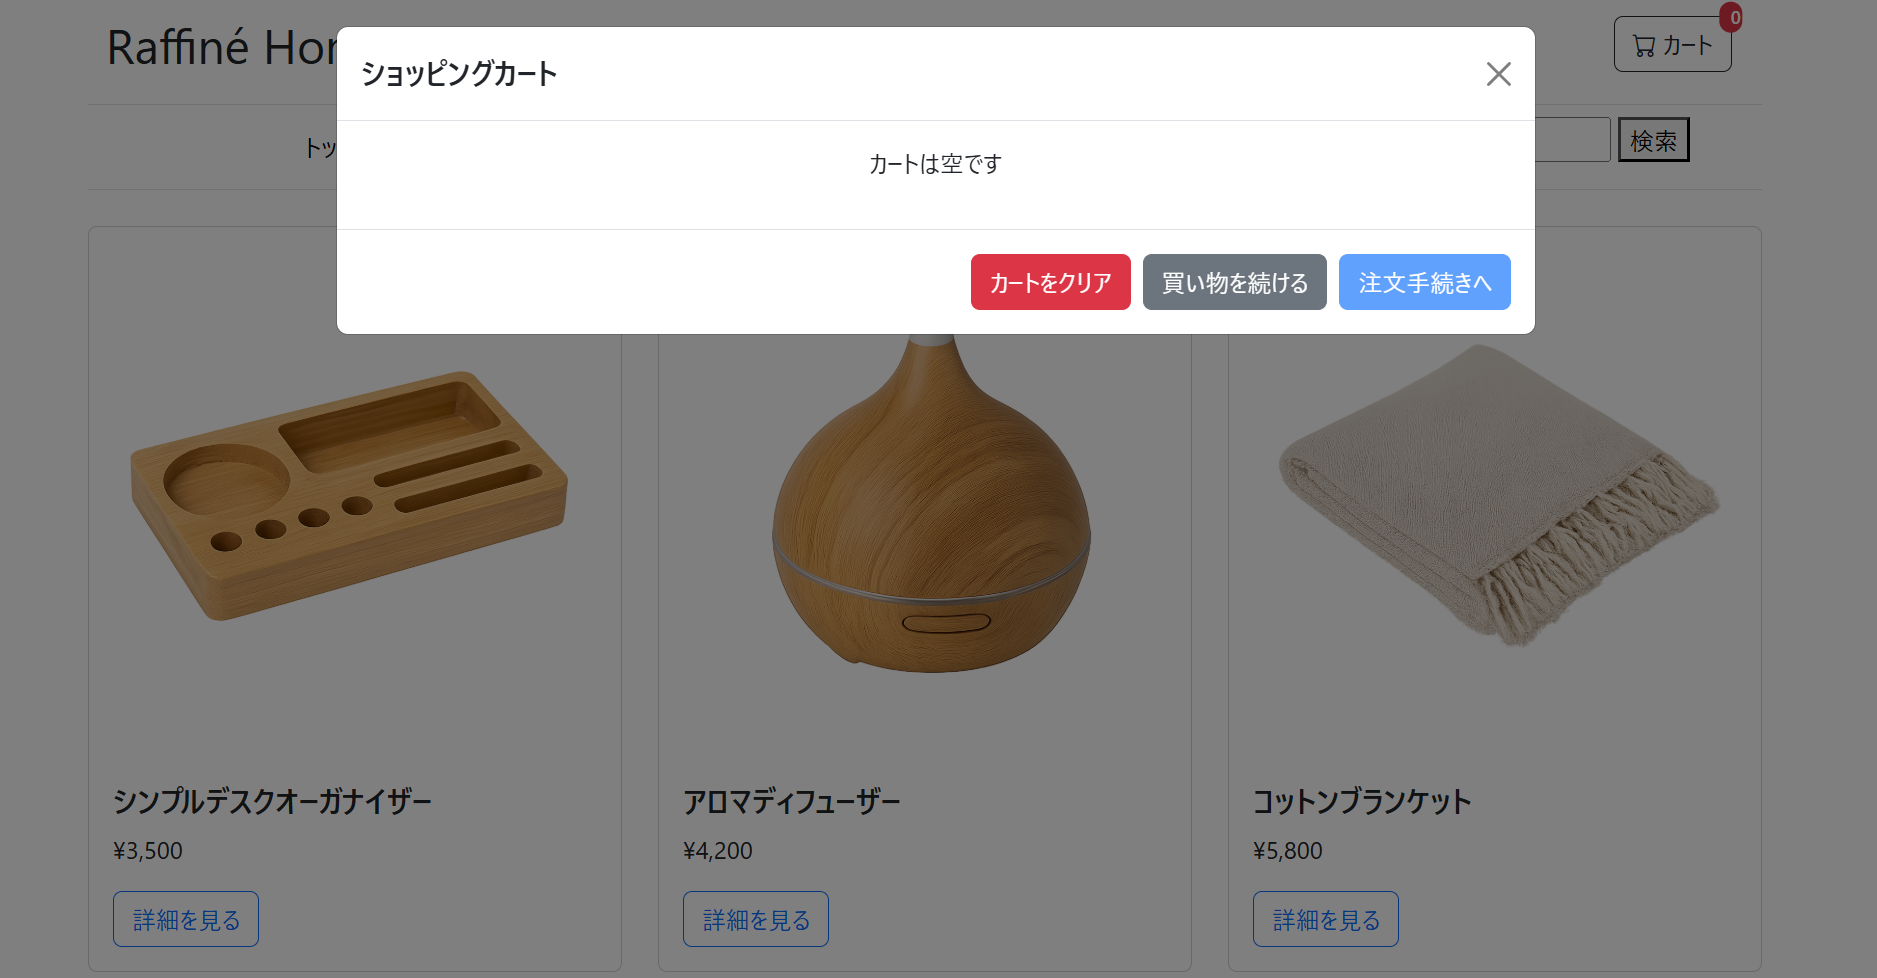 Raffiné
0
カート
ショッピングカート
カートは空です
検索
カートをクリア
買い物を続ける
注文手続きへ
シンプルデスクオーガナイザー
アロマディフューザー
コットンブランケット
¥3,500
¥4,200
¥5,800
詳細を見る
詳細を見る
詳細を見る